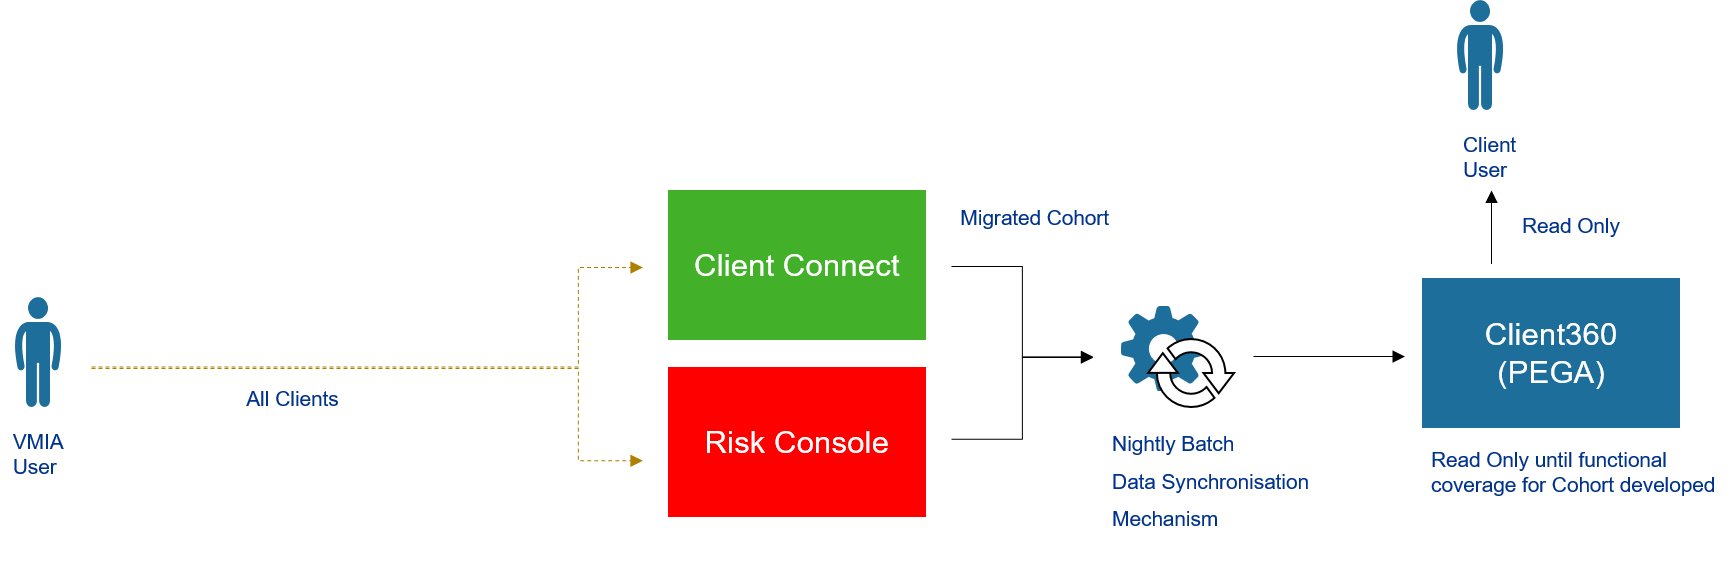 Client
User
Read Only
Migrated Cohort
Client Connect
All Clients
VMIA
User
Risk Console
Nightly Batch
Data Synchronisation
Mechanism
Client360
(PEGA)
Read Only until functional
coverage for Cohort developed